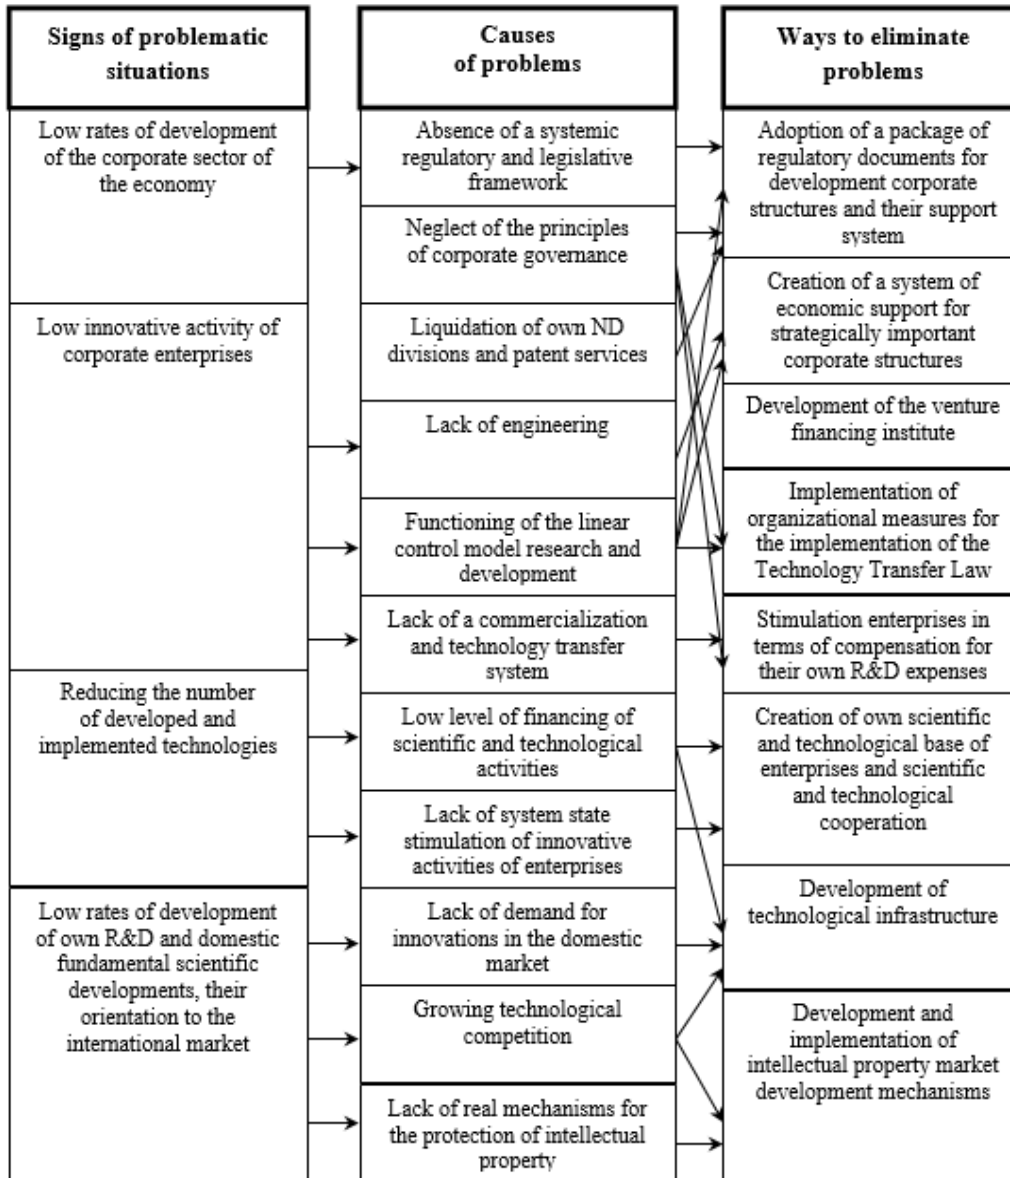 Signs of problematic
situations
Low rates of development
of the corporate sector of
the economy
Low innovative activity of
corporate enterprises
Reducing the number
of developed and
implemented technologies
Low rates of development
of own R&D and domestic
fundamental scientific
developments, their
orientation to the
international market
Causes
of problems
Absence of a systemic
regulatory and legislative
framework
Neglect of the principles
of corporate governance
Liquidation of own ND
divisions and patent services
Lack of engineering
Functioning of the linear
control model research and
development
Lack of a commercialization
and technology transfer
system
Low level of financing of
scientific and technological
activities
Lack of system state
stimulation of innovative
activities of enterprises
Lack of demand for
innovations in the domestic
market
Growing technological
competition
Lack of real mechanisms for
the protection of intellectual
property
Ways to eliminate
problems
Adoption of a package of
regulatory documents for
development corporate
structures and their support
system
Creation of a system of
economic support for
strategically important
corporate structures
Development of the venture
financing institute
Implementation of
organizational measures for
the implementation of the
Technology Transfer Law
Stimulation enterprises in
terms of compensation for
their own R&D expenses
Creation of own scientific
and technological base of
enterprises and scientific
and technological
cooperation
Development of
technological infrastructure
Development and
implementation of
intellectual property market
development mechanisms